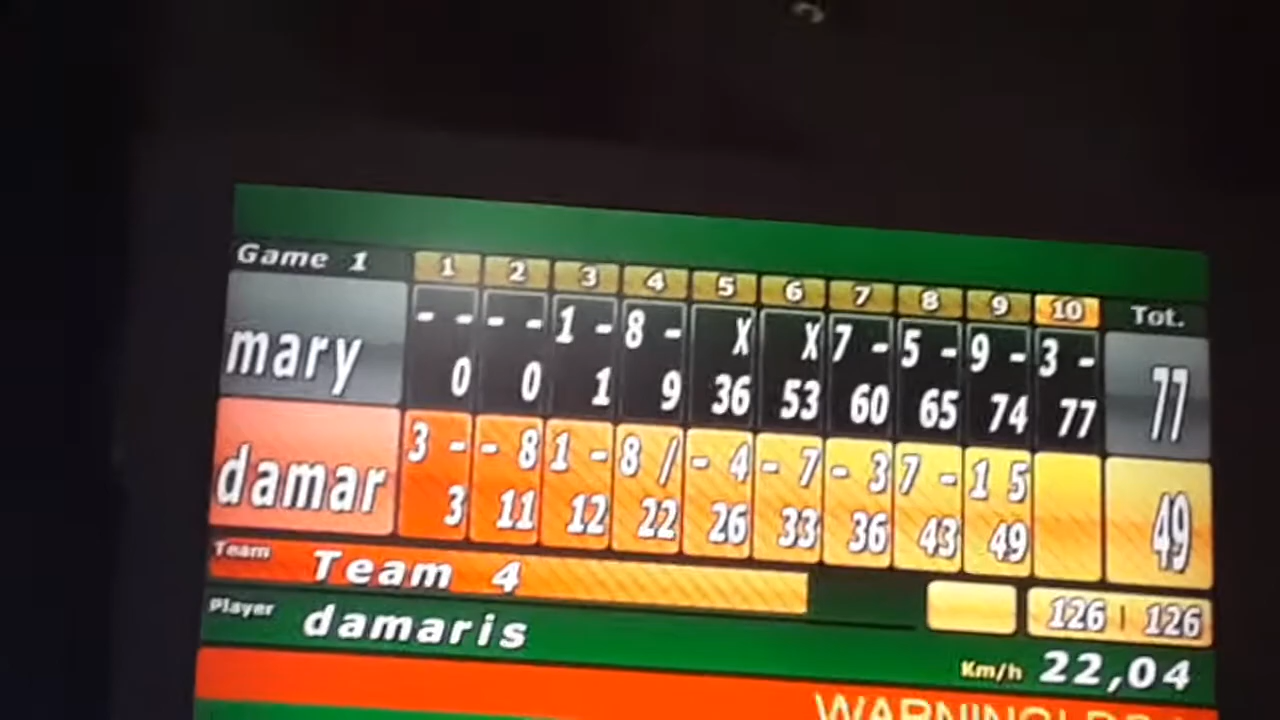 Game 1 1 2 3 4 5 6 7 8 9 10 Tot.
mary - - - - 1 - 8 - X X 7 - 5 - 9 - 3 - 77
0 0 1 9 36 53 60 65 74 77
damar 3 - - 8 1 - 8 / - 4 - 7 - 3 7 - 1 5 49
3 11 12 22 26 33 36 43 49
Team Team 4 126 | 126
Player damaris
Km/h 22,04